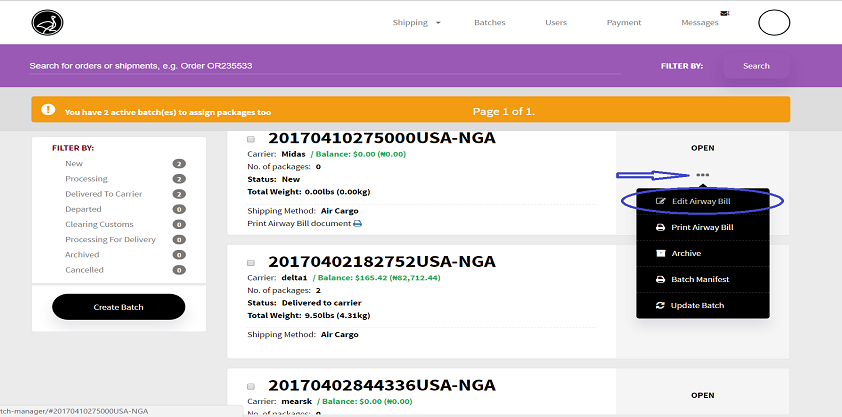 Shipping Batches Users Payment Messages 1
Search for orders or shipments, e.g. Order OR235533 FILTER BY: Search
You have 2 active batch(es) to assign packages too Page 1 of 1.
FILTER BY:
New 2
Processing 2
Delivered To Carrier 2
Departed 0
Clearing Customs 0
Processing For Delivery 0
Archived 0
Cancelled 0
Create Batch
20170410275000USA-NGA
Carrier: Midas / Balance: $0.00 (₦0.00)
No. of packages: 0
Status: New
Total Weight: 0.00lbs (0.00kg)
Shipping Method: Air Cargo
Print Airway Bill document
OPEN
Edit Airway Bill
Print Airway Bill
Archive
Batch Manifest
Update Batch
20170402182752USA-NGA
Carrier: delta1 / Balance: $165.42 (₦82,712.44)
No. of packages: 2
Status: Delivered to carrier
Total Weight: 9.50lbs (4.31kg)
Shipping Method: Air Cargo
20170402844336USA-NGA
Carrier: mearsk / Balance: $0.00 (₦0.00)
No. of packages: 0
OPEN
tch-manager/#20170410275000USA-NGA